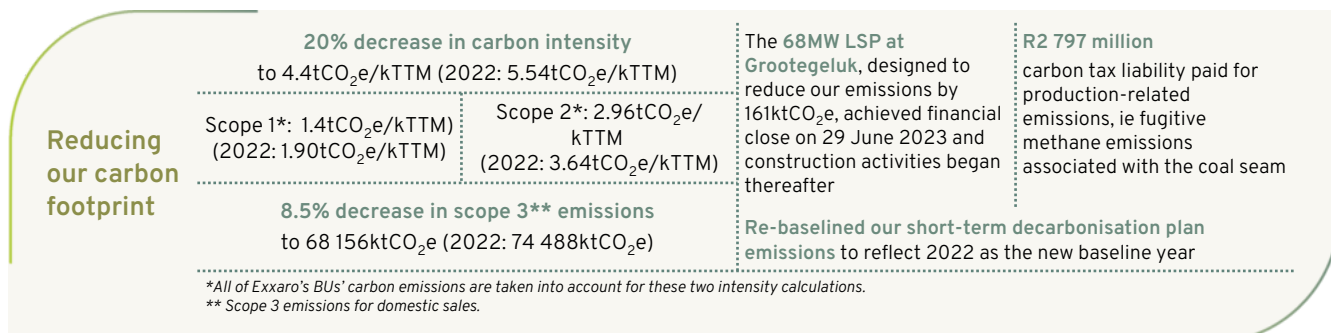 Reducing
our carbon
footprint
20% decrease in carbon intensity
to 4.4tCO₂e/kTTM (2022: 5.54tCO₂e/kTTM)
Scope 1*: 1.4tCO₂e/kTTM)
(2022: 1.90tCO₂e/kTTM)
Scope 2*: 2.96tCO₂e/
kTTM
(2022: 3.64tCO₂e/kTTM)
8.5% decrease in scope 3** emissions
to 68 156ktCO₂e (2022: 74 488ktCO₂e)
The 68MW LSP at
Grootegeluk, designed to
reduce our emissions by
161ktCO₂e, achieved financial
close on 29 June 2023 and
construction activities began
thereafter
R2 797 million
carbon tax liability paid for
production-related
emissions, ie fugitive
methane emissions
associated with the coal seam
Re-baselined our short-term decarbonisation plan
emissions to reflect 2022 as the new baseline year
*All of Exxaro's BUs' carbon emissions are taken into account for these two intensity calculations.
** Scope 3 emissions for domestic sales.